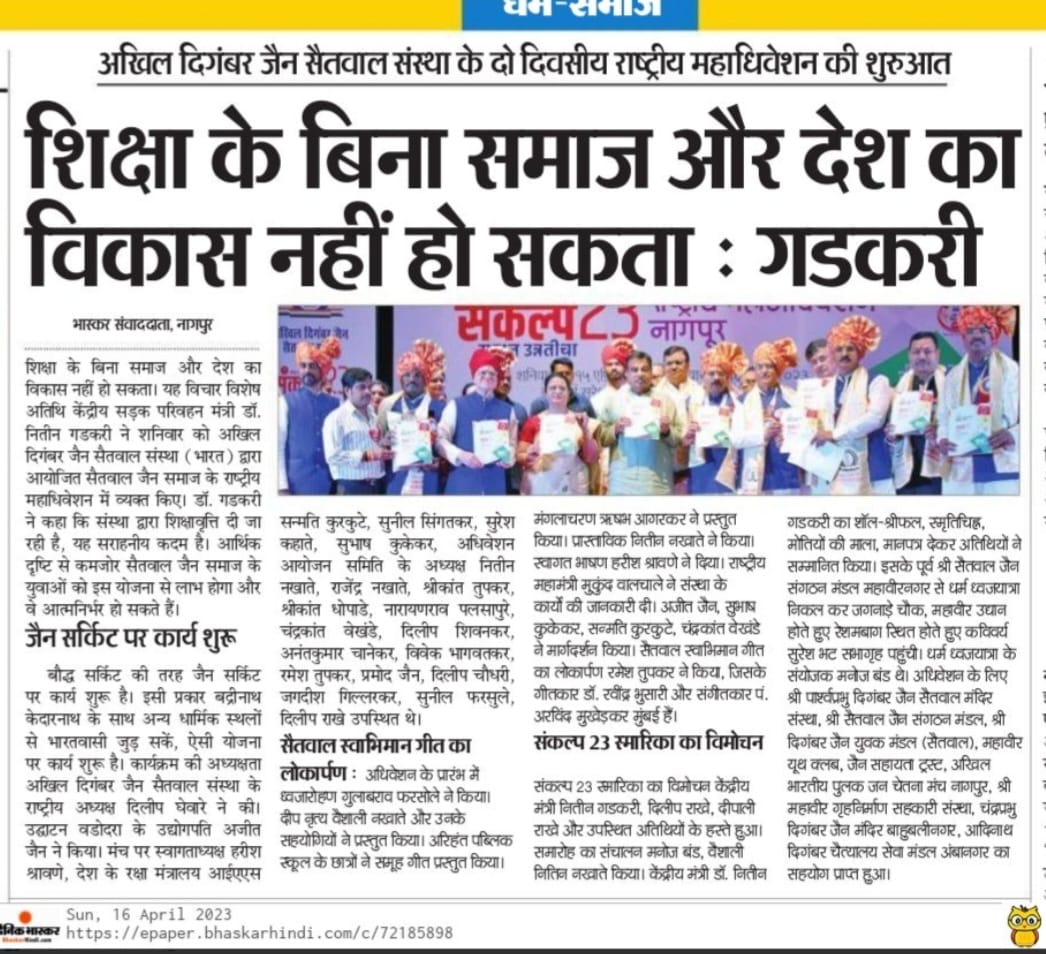 धर्म-समाज
अखिल दिगंबर जैन सैतवाल संस्था के दो दिवसीय राष्ट्रीय महाधिवेशन की शुरुआत
शिक्षा के बिना समाज और देश का
विकास नहीं हो सकता : गडकरी
भास्कर संवाददाता, नागपुर
शिक्षा के बिना समाज और देश का
विकास नहीं हो सकता। यह विचार विशेष
अतिथि केंद्रीय सड़क परिवहन मंत्री डॉ.
नितीन गडकरी ने शनिवार को अखिल
दिगंबर जैन सैतवाल संस्था (भारत) द्वारा
आयोजित सैतवाल जैन समाज के राष्ट्रीय
महाधिवेशन में व्यक्त किए। डॉ. गडकरी
ने कहा कि संस्था द्वारा शिक्षावृत्ति दी जा
रही है, यह सराहनीय कदम है। आर्थिक
दृष्टि से कमजोर सैतवाल जैन समाज के
युवाओं को इस योजना से लाभ होगा और
वे आत्मनिर्भर हो सकते हैं।
जैन सर्किट पर कार्य शुरू
बौद्ध सर्किट की तरह जैन सर्किट
पर कार्य शुरू है। इसी प्रकार बद्रीनाथ
केदारनाथ के साथ अन्य धार्मिक स्थलों
से भारतवासी जुड़ सकें, ऐसी योजना
पर कार्य शुरू है। कार्यक्रम की अध्यक्षता
अखिल दिगंबर जैन सैतवाल संस्था के
राष्ट्रीय अध्यक्ष दिलीप घेवारे ने की।
उद्घाटन वडोदरा के उद्योगपति अजीत
जैन ने किया। मंच पर स्वागताध्यक्ष हरीश
श्रावणे, देश के रक्षा मंत्रालय आईएएस
संकल्प 23
नागपूर
उन्नतीचा
सन्मति कुरकुटे, सुनील सिंगतकर, सुरेश
कहाते, सुभाष कुकेकर, अधिवेशन
आयोजन समिति के अध्यक्ष नितीन
नखाते, राजेंद्र नखाते, श्रीकांत तुपकर,
श्रीकांत धोपाडे, नारायणराव पलसापुरे,
चंद्रकांत वेखंडे, दिलीप शिवनकर,
अनंतकुमार चानेकर, विवेक भागवतकर,
रमेश तुपकर, प्रमोद जैन, दिलीप चौधरी,
जगदीश गिल्लरकर, सुनील फरसुले,
दिलीप राखे उपस्थित थे।
सैतवाल स्वाभिमान गीत का
लोकार्पण : अधिवेशन के प्रारंभ में
ध्वजारोहण गुलाबराव फरसोले ने किया।
दीप नृत्य वैशाली नखाते और उनके
सहयोगियों ने प्रस्तुत किया। अरिहंत पब्लिक
स्कूल के छात्रों ने समूह गीत प्रस्तुत किया।
मंगलाचरण ऋषभ आगरकर ने प्रस्तुत
किया। प्रास्ताविक नितीन नखाते ने किया।
स्वागत भाषण हरीश श्रावणे ने दिया। राष्ट्रीय
महामंत्री मुकुंद वालचाले ने संस्था के
कार्यो की जानकारी दी। अजीत जैन, सुभाष
कुकेकर, सन्मति कुरकुटे, चंद्रकांत वेखंडे
ने मार्गदर्शन किया। सैतवाल स्वाभिमान गीत
का लोकार्पण रमेश तुपकर ने किया, जिसके
गीतकार डॉ. रवींद्र भुसारी और संगीतकार पं.
अरविंद मुखेड़कर मुंबई हैं।
संकल्प 23 स्मारिका का विमोचन
संकल्प 23 स्मारिका का विमोचन केंद्रीय
मंत्री नितीन गडकरी, दिलीप राखे, दीपाली
राखे और उपस्थित अतिथियों के हस्ते हुआ।
समारोह का संचालन मनोज बंड, वैशाली
नितिन नखाते किया। केंद्रीय मंत्री डॉ. नितीन
गडकरी का शॉल-श्रीफल, स्मृतिचिह्न,
मोतियों की माला, मानपत्र देकर अतिथियों ने
सम्मानित किया। इसके पूर्व श्री सैतवाल जैन
संगठन मंडल महावीरनगर से धर्म ध्वजयात्रा
निकल कर जगनाडे चौक, महावीर उद्यान
होते हुए रेशमबाग स्थित होते हुए कविवर्य
सुरेश भट सभागृह पहुंची। धर्म ध्वजयात्रा के
संयोजक मनोज बंड थे। अधिवेशन के लिए
श्री पार्श्वप्रभु दिगंबर जैन सैतवाल मंदिर
संस्था, श्री सैतवाल जैन संगठन मंडल, श्री
दिगंबर जैन युवक मंडल (सैतवाल), महावीर
यूथ क्लब, जैन सहायता ट्रस्ट, अखिल
भारतीय पुलक जन चेतना मंच नागपुर, श्री
महावीर गृहनिर्माण सहकारी संस्था, चंद्रप्रभु
दिगंबर जैन मंदिर बाहुबलीनगर, आदिनाथ
दिगंबर चैत्यालय सेवा मंडल अंबानगर का
सहयोग प्राप्त हुआ।
दैनिक भास्कर
BhaskarHindi.com
Sun, 16 April 2023
https://epaper.bhaskarhindi.com/c/72185898